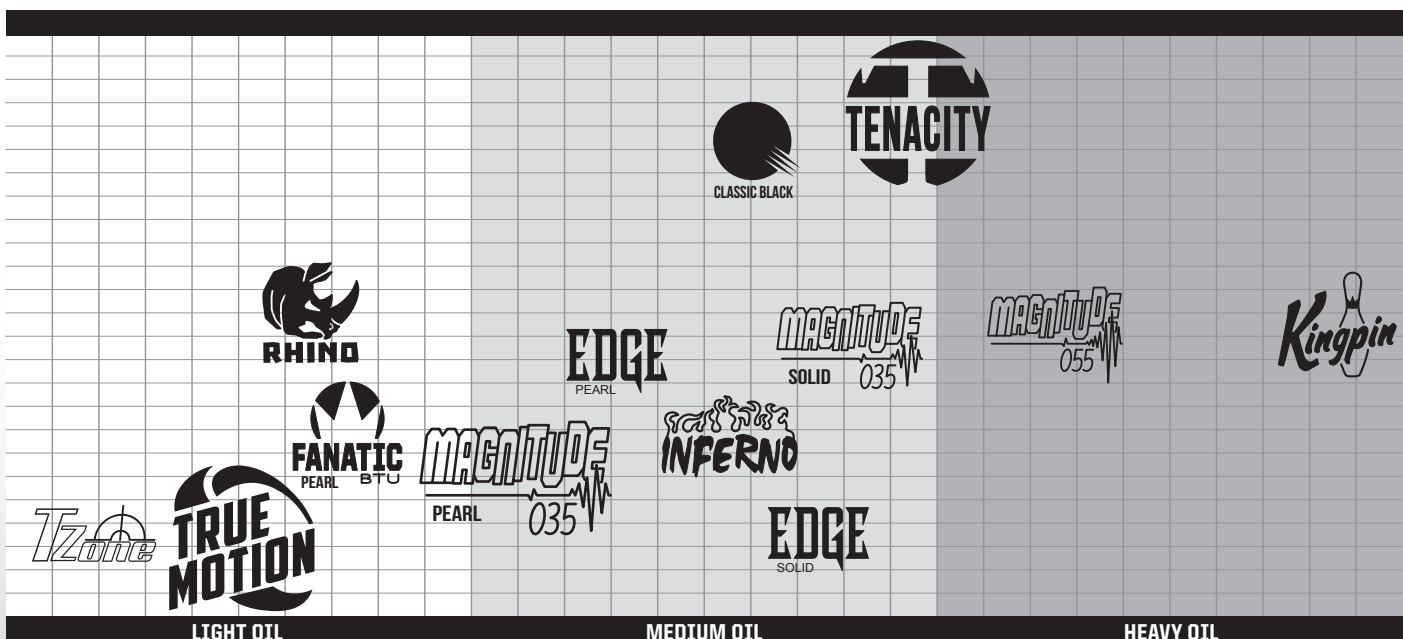 TENACITY
CLASSIC BLACK
RHINO
MAGNITUDE
055
Kingpin
MAGNITUDE
SOLID 035
EDGE
PEARL
FANATIC
PEARL BTU
INFERNO
MAGNITUDE
PEARL 035
TZone
TRUE
MOTION
EDGE
SOLID
LIGHT OIL
MEDIUM OIL
HEAVY OIL